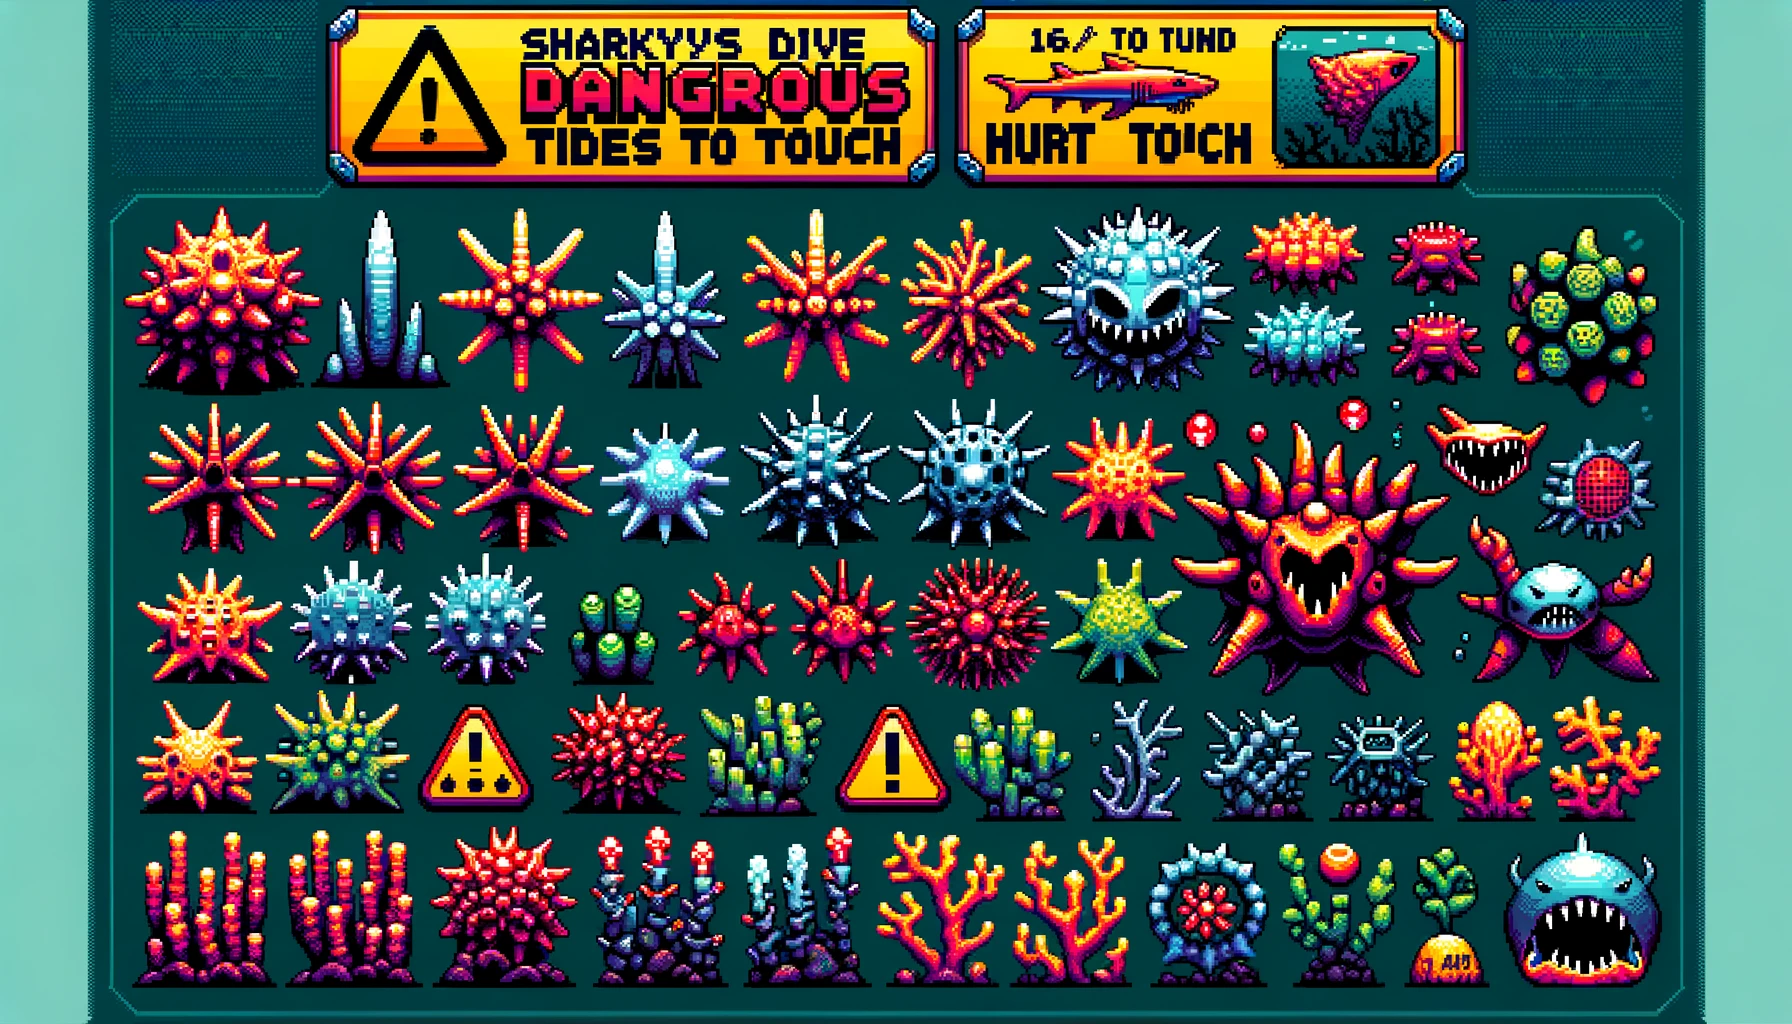 SHARKYYS DIVE
DANGROUS
TIDES TO TOUCH
16/ TO TUND
HURT TOICH